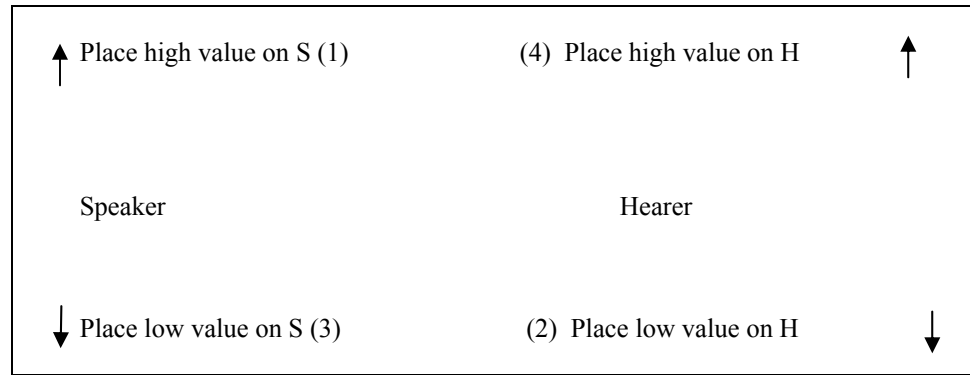 Place high value on S (1) (4) Place high value on H
Speaker Hearer
Place low value on S (3) (2) Place low value on H